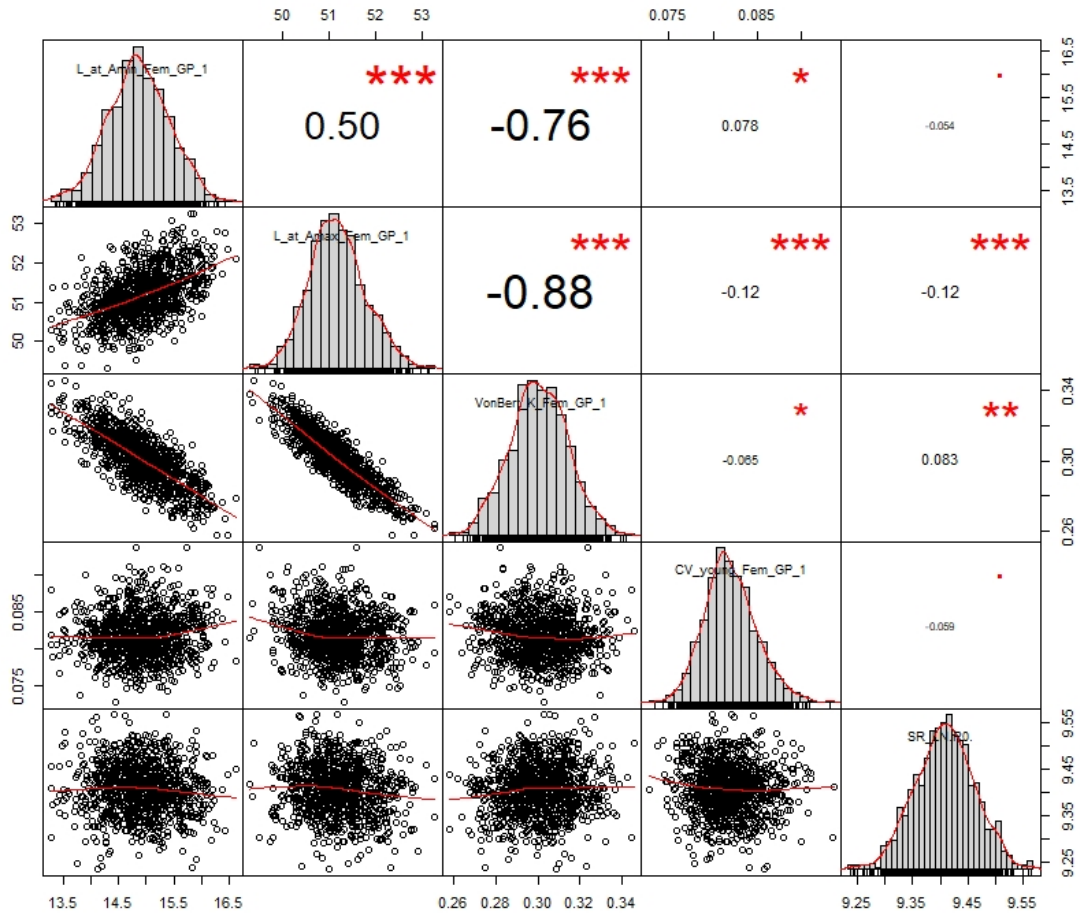 50 51 52 53 0.075 0.085
L_at_Amin_Fem_GP_1 *** *** * .
0.50 -0.76 0.078 -0.054
13.5 14.5 15.5 16.5
L_at_Amax_Fem_GP_1 *** *** ***
-0.88 -0.12 -0.12
50 51 52 53
VonBert_K_Fem_GP_1 * **
-0.065 0.083
0.26 0.30 0.34
CV_young_Fem_GP_1 .
-0.059
0.075 0.085
9.25 9.35 9.45 9.55
13.5 14.5 15.5 16.5 0.26 0.28 0.30 0.32 0.34 9.25 9.35 9.45 9.55